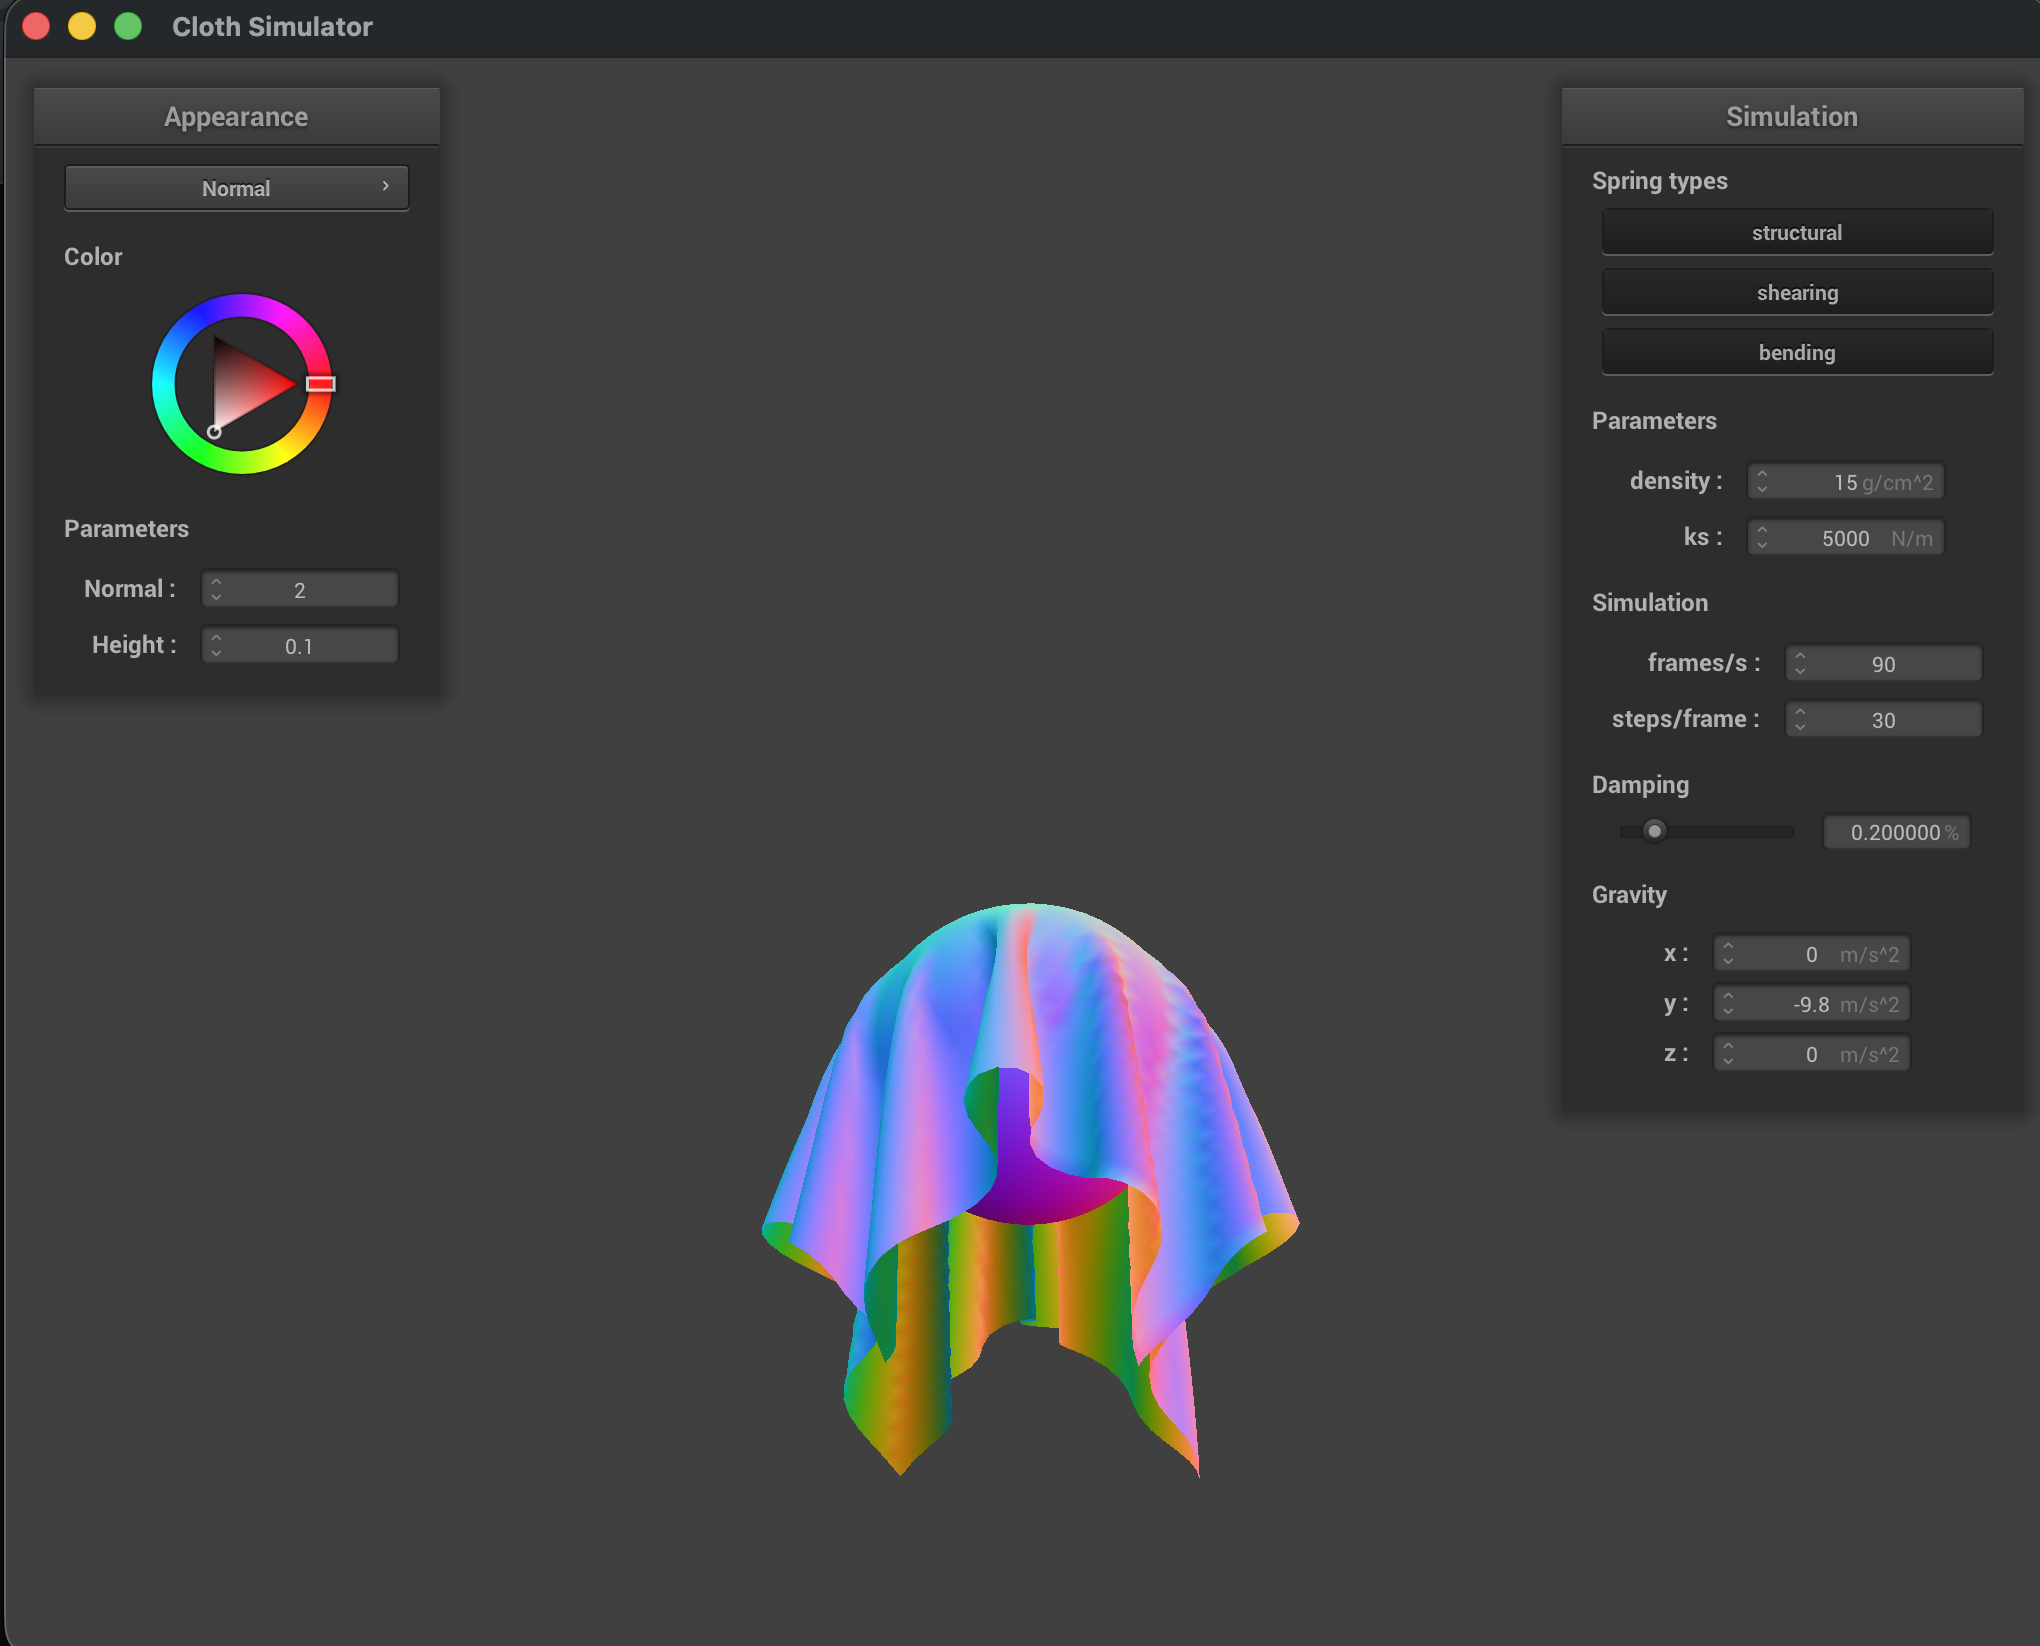 Cloth Simulator
Appearance
Normal
Color
Parameters
Normal : 2
Height : 0.1
Simulation
Spring types
structural
shearing
bending
Parameters
density : 15 g/cm^2
ks : 5000 N/m
Simulation
frames/s : 90
steps/frame : 30
Damping
0.200000 %
Gravity
x : 0 m/s^2
y : -9.8 m/s^2
z : 0 m/s^2